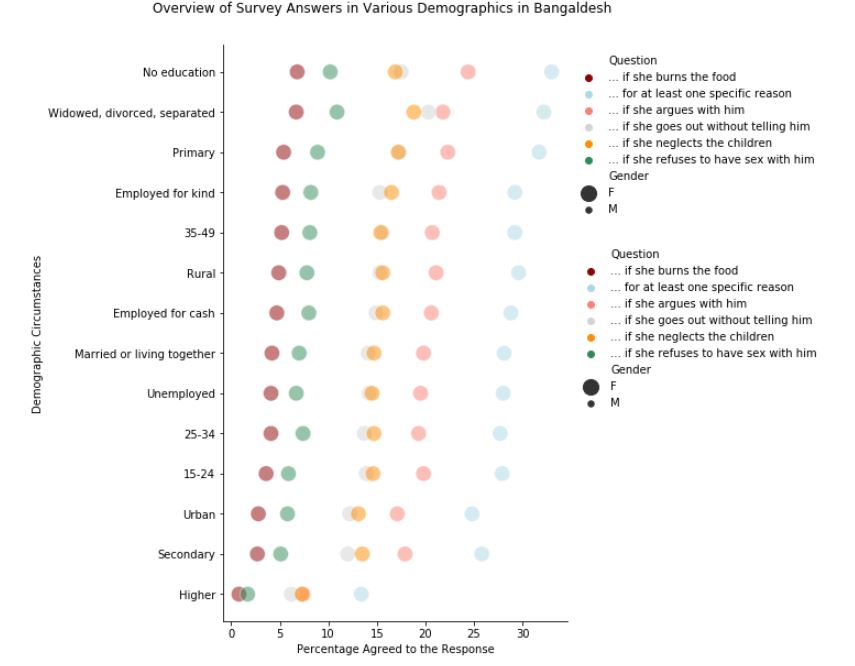 Overview of Survey Answers in Various Demographics in Bangaldesh
Demographic Circumstances
No education
Widowed, divorced, separated
Primary
Employed for kind
35-49
Rural
Employed for cash
Married or living together
Unemployed
25-34
15-24
Urban
Secondary
Higher
0 5 10 15 20 25 30
Percentage Agreed to the Response
Question
... if she burns the food
... for at least one specific reason
... if she argues with him
... if she goes out without telling him
... if she neglects the children
... if she refuses to have sex with him
Gender
F
M
Question
... if she burns the food
... for at least one specific reason
... if she argues with him
... if she goes out without telling him
... if she neglects the children
... if she refuses to have sex with him
Gender
F
M